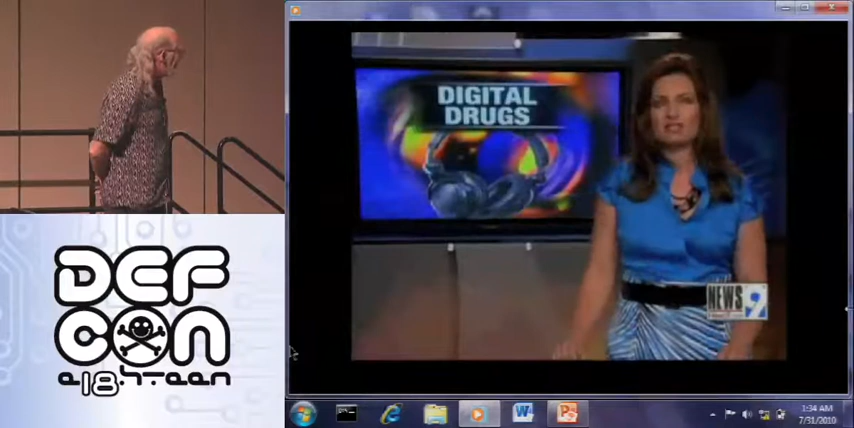 DIGITAL
DRUGS
NEWS 9
DEF
CON
e18hteen
1:34 AM
7/31/2010